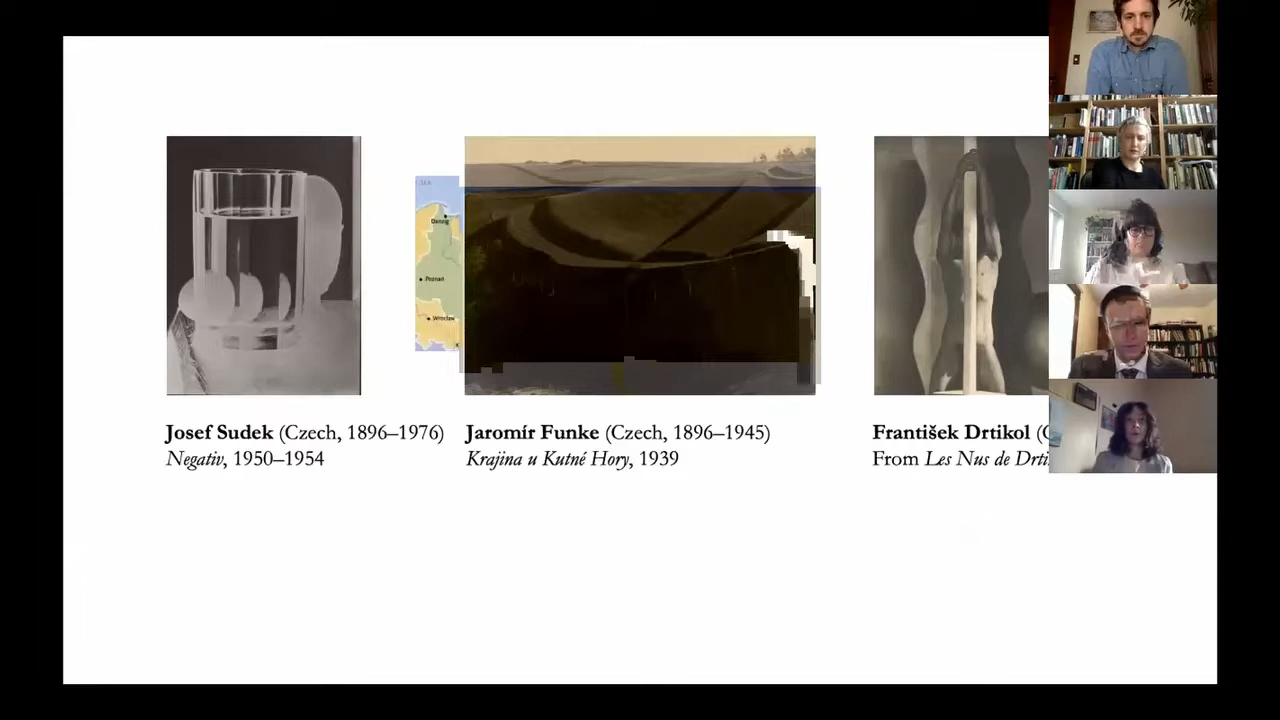 Danzig
Poznań
Wrocław
Josef Sudek (Czech, 1896–1976)
Negativ, 1950–1954
Jaromír Funke (Czech, 1896–1945)
Krajina u Kutné Hory, 1939
František Drtikol (
From Les Nus de Drti